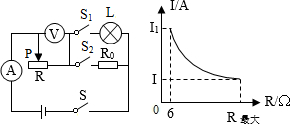 V S₁ L
P S₂ R₀
A R
S
I/A
I₁
I
0 6 R最大 R/Ω